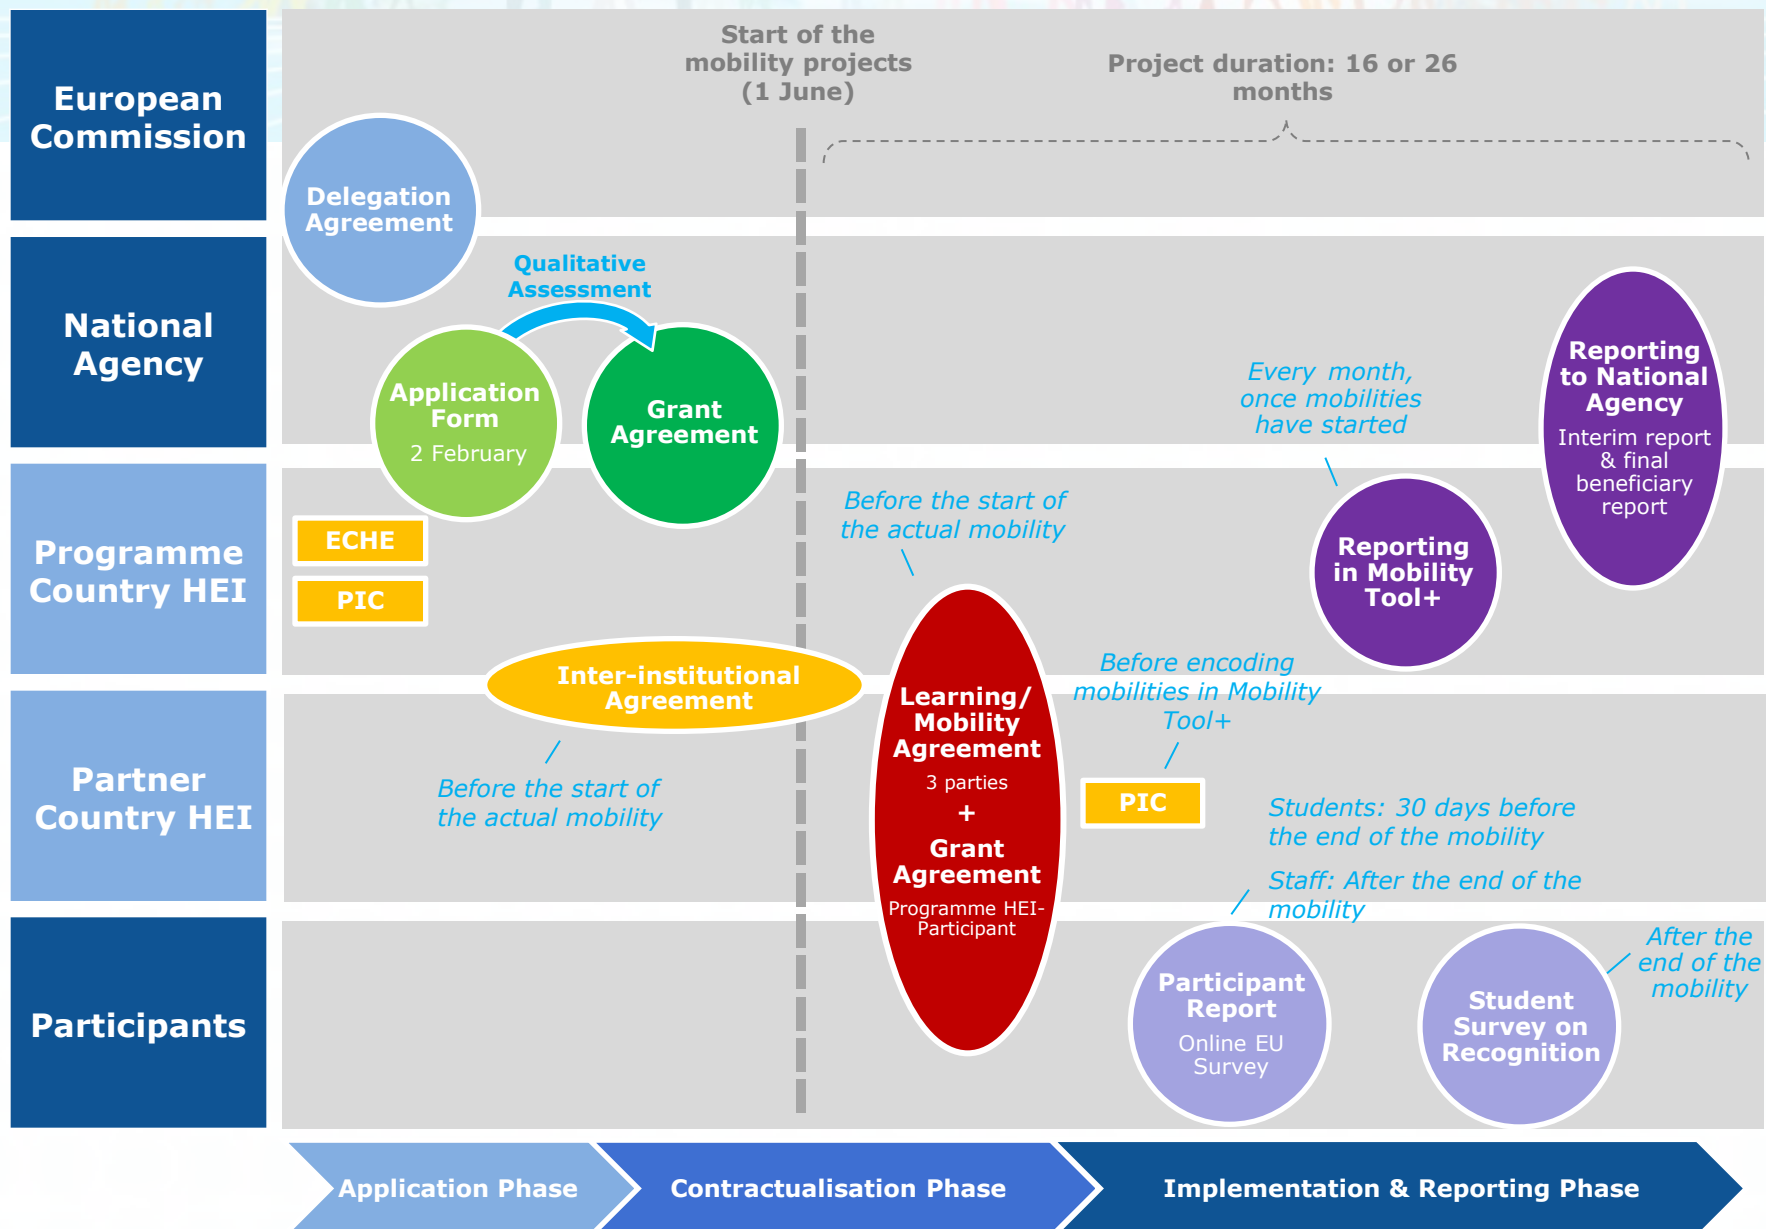 European
Commission
Start of the
mobility projects
(1 June)
Project duration: 16 or 26
months
Delegation
Agreement
National
Agency
Qualitative
Assessment
Application
Form
2 February
Grant
Agreement
Every month,
once mobilities
have started
Reporting
to National
Agency
Interim report
& final
beneficiary
report
Programme
Country HEI
ECHE
PIC
Before the start of
the actual mobility
Reporting
in Mobility
Tool+
Inter-institutional
Agreement
Before the start of
the actual mobility
Learning/
Mobility
Agreement
3 parties
+
Grant
Agreement
Programme HEI-
Participant
Before encoding
mobilities in Mobility
Tool+
PIC
Partner
Country HEI
Students: 30 days before
the end of the mobility
Staff: After the end of the
mobility
Participants
Participant
Report
Online EU
Survey
Student
Survey on
Recognition
After the
end of the
mobility
Application Phase
Contractualisation Phase
Implementation & Reporting Phase